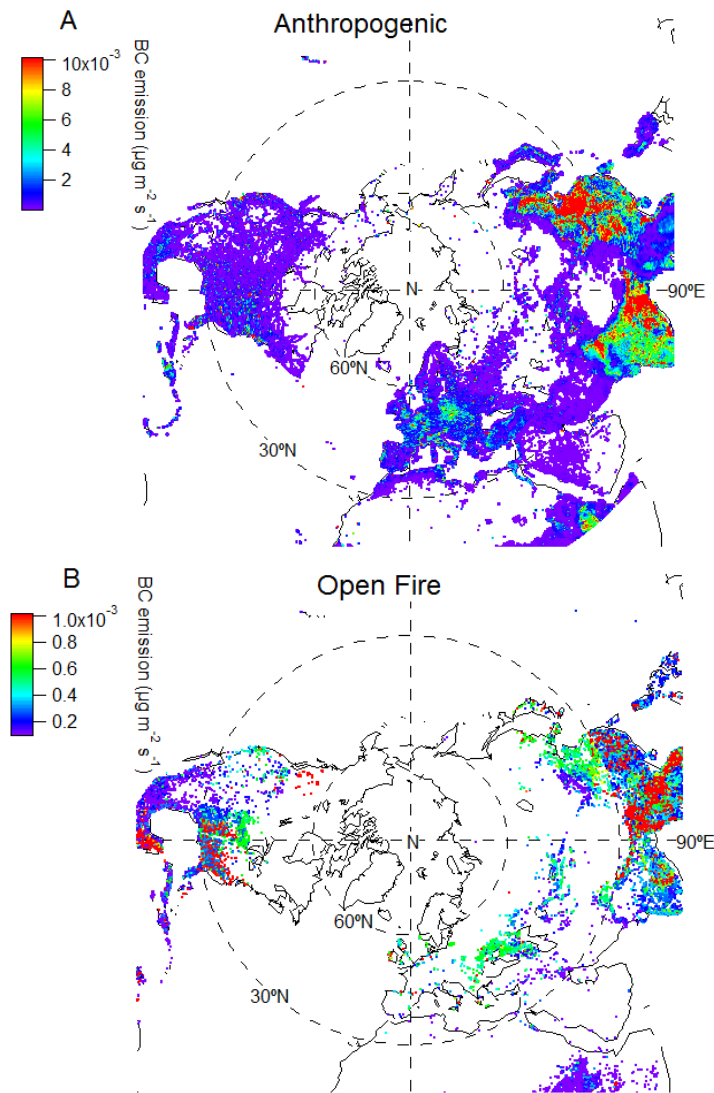 A
Anthropogenic
10x10⁻³
8
6
4
2
BC emission (µg m⁻² s⁻¹)
N
90ºE
60ºN
30ºN
B
Open Fire
1.0x10⁻³
0.8
0.6
0.4
0.2
BC emission (µg m⁻² s⁻¹)
N
90ºE
60ºN
30ºN